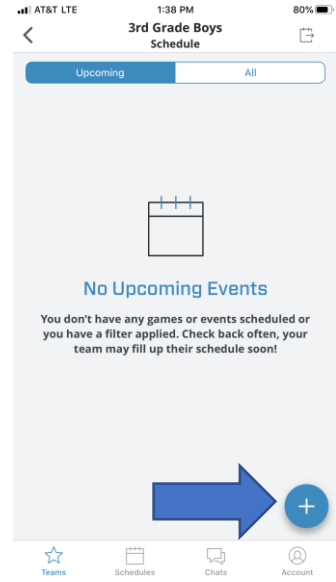 AT&T LTE 1:38 PM 80%
3rd Grade Boys
Schedule
Upcoming All
No Upcoming Events
You don't have any games or events scheduled or
you have a filter applied. Check back often, your
team may fill up their schedule soon!
+
Teams Schedules Chats Account